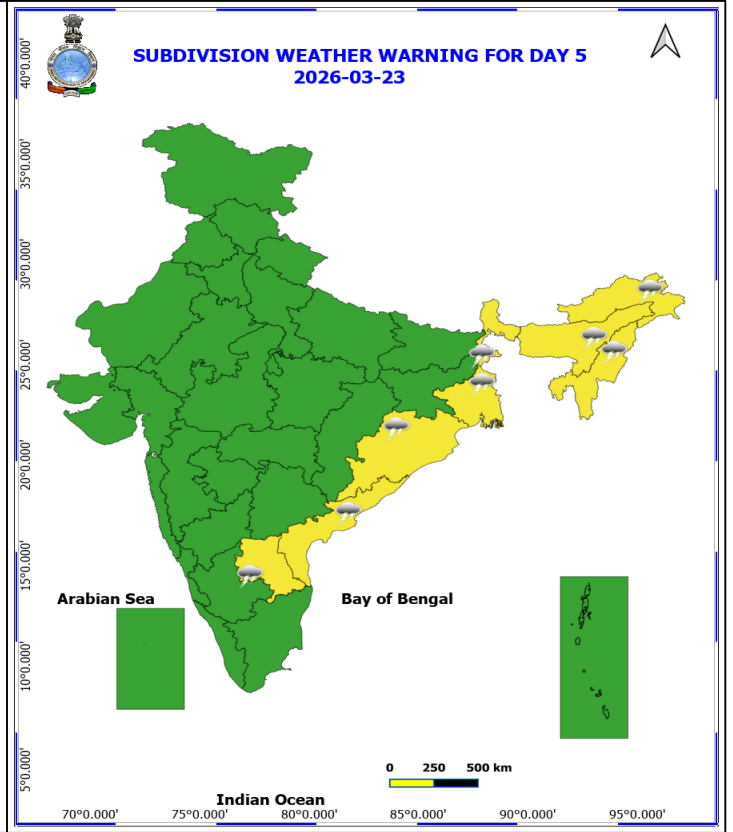 SUBDIVISION WEATHER WARNING FOR DAY 5
2026-03-23
40°0.000'
35°0.000'
30°0.000'
25°0.000'
20°0.000'
15°0.000'
10°0.000'
5°0.000'
Arabian Sea
Bay of Bengal
0 250 500 km
Indian Ocean
70°0.000' 75°0.000' 80°0.000' 85°0.000' 90°0.000' 95°0.000'